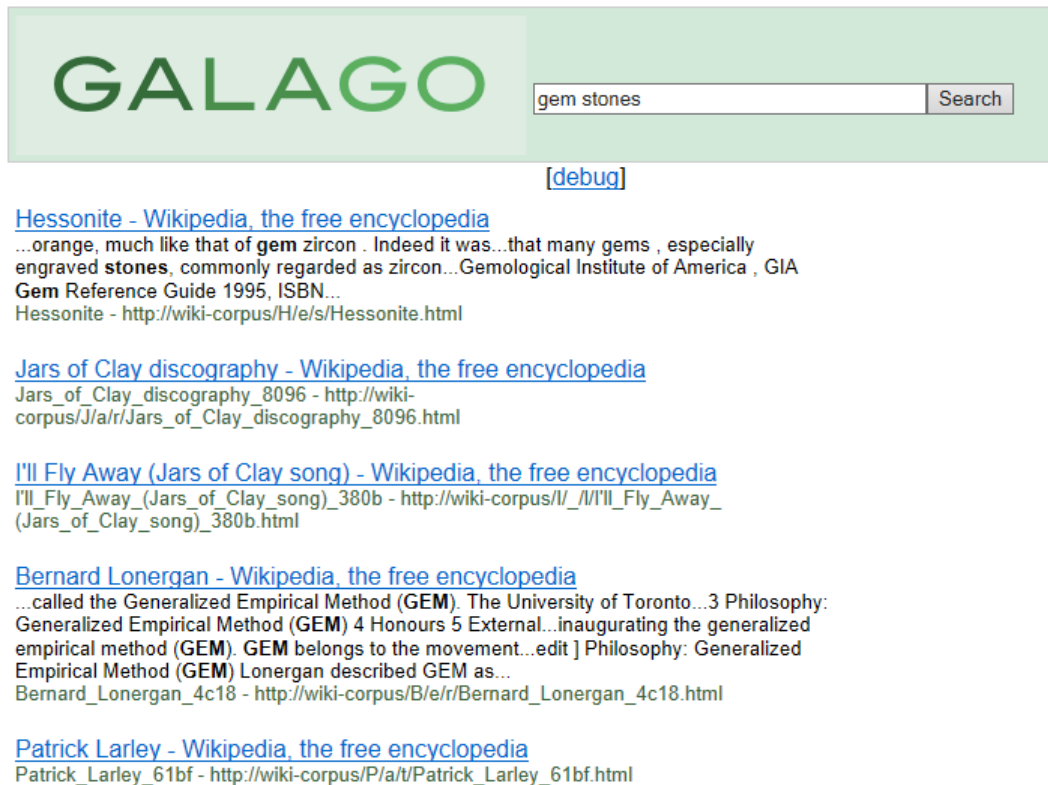 GALAGO
gem stones
Search
[debug]
Hessonite - Wikipedia, the free encyclopedia
...orange, much like that of gem zircon . Indeed it was...that many gems , especially
engraved stones, commonly regarded as zircon...Gemological Institute of America , GIA
Gem Reference Guide 1995, ISBN...
Hessonite - http://wiki-corpus/H/e/s/Hessonite.html
Jars of Clay discography - Wikipedia, the free encyclopedia
Jars_of_Clay_discography_8096 - http://wiki-
corpus/J/a/r/Jars_of_Clay_discography_8096.html
I'll Fly Away (Jars of Clay song) - Wikipedia, the free encyclopedia
I'll_Fly_Away_(Jars_of_Clay_song)_380b - http://wiki-corpus/I/_/l/I'll_Fly_Away_
(Jars_of_Clay_song)_380b.html
Bernard Lonergan - Wikipedia, the free encyclopedia
...called the Generalized Empirical Method (GEM). The University of Toronto...3 Philosophy:
Generalized Empirical Method (GEM) 4 Honours 5 External...inaugurating the generalized
empirical method (GEM). GEM belongs to the movement...edit ] Philosophy: Generalized
Empirical Method (GEM) Lonergan described GEM as...
Bernard_Lonergan_4c18 - http://wiki-corpus/B/e/r/Bernard_Lonergan_4c18.html
Patrick Larley - Wikipedia, the free encyclopedia
Patrick_Larley_61bf - http://wiki-corpus/P/a/t/Patrick_Larley_61bf.html